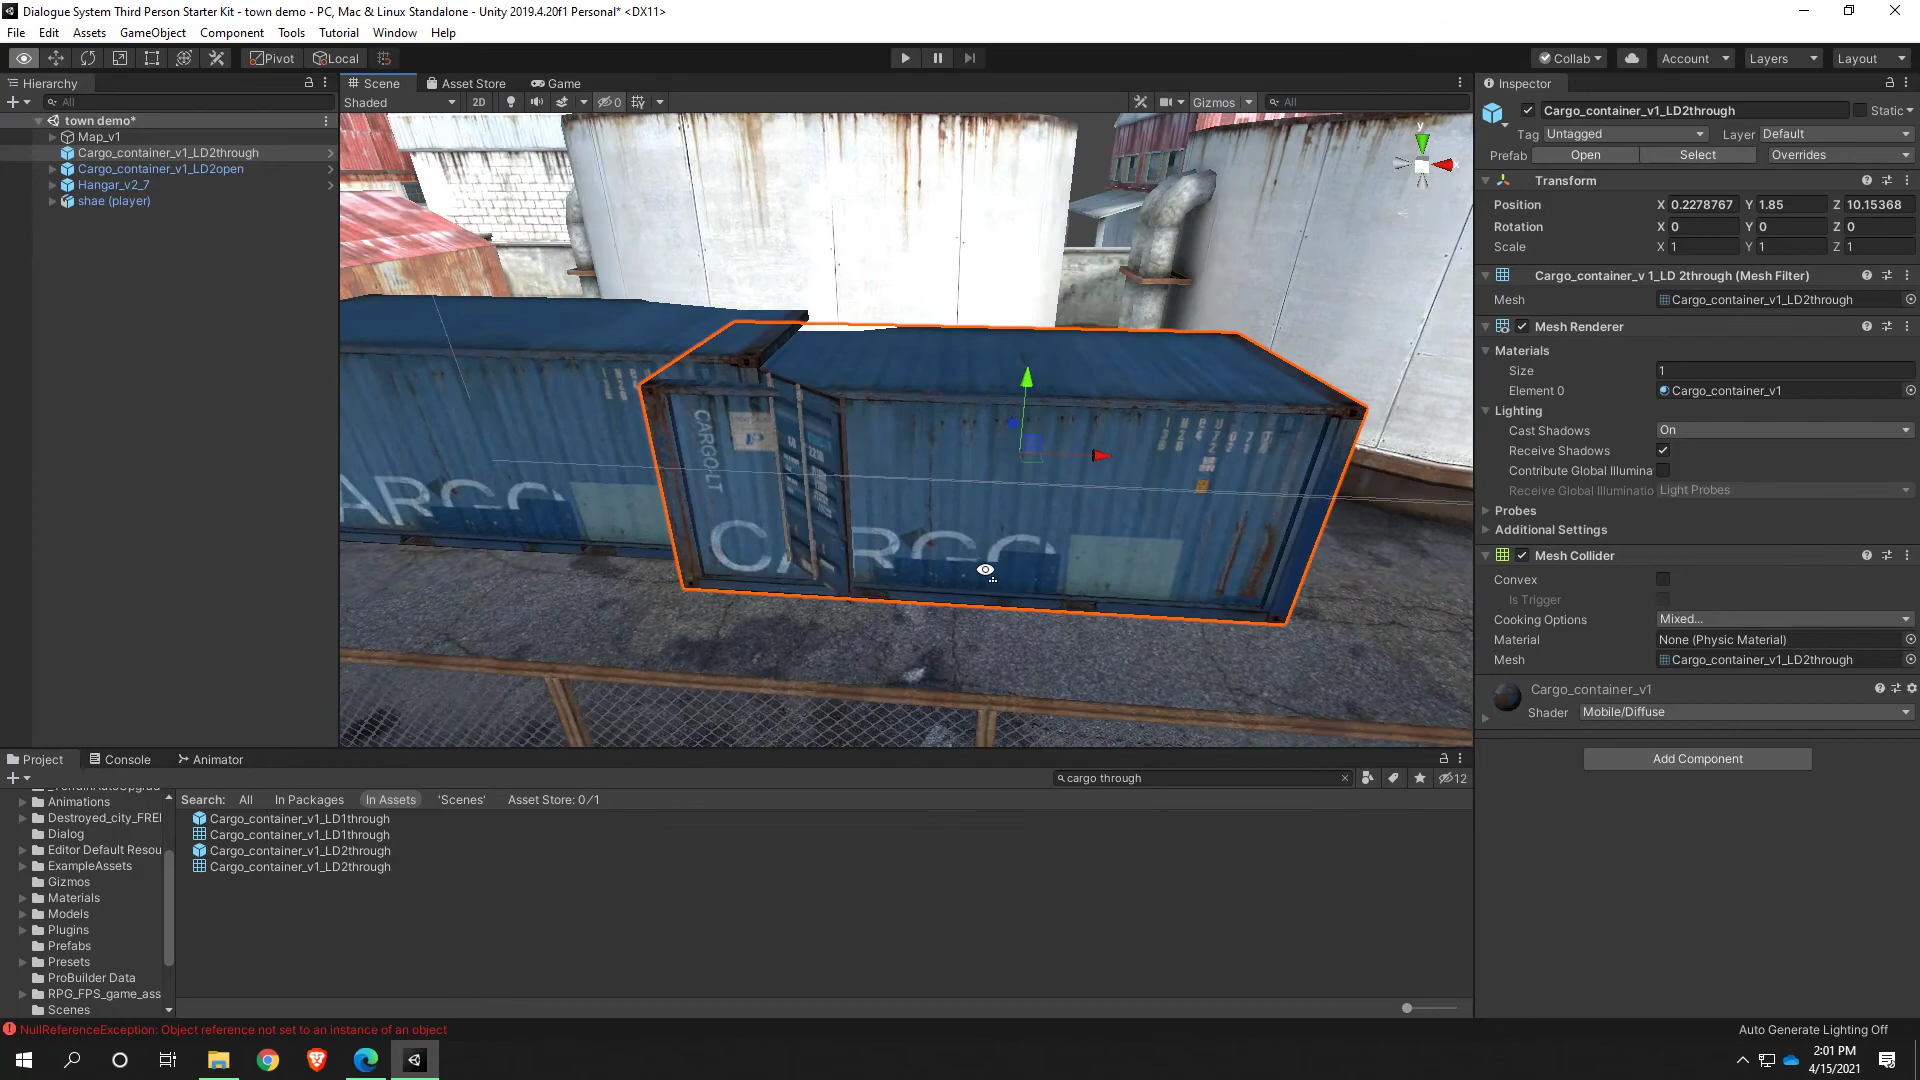 Dialogue System Third Person Starter Kit - town demo - PC, Mac & Linux Standalone - Unity 2019.4.20f1 Personal* <DX11>
File Edit Assets GameObject Component Tools Tutorial Window Help
Pivot Local Collab Account Layers Layout
Hierarchy Scene Asset Store Game Inspector
All Shaded 2D 0 Gizmos All
town demo*
Map_v1
Cargo_container_v1_LD2through
Cargo_container_v1_LD2open
Hangar_v2_7
shae (player)
y
x
CARGOLT
CARGO
CARGO
Cargo_container_v1_LD2through Static
Tag Untagged Layer Default
Prefab Open Select Overrides
Transform
Position X 0.2278767 Y 1.85 Z 10.15368
Rotation X 0 Y 0 Z 0
Scale X 1 Y 1 Z 1
Cargo_container_v 1_LD 2through (Mesh Filter)
Mesh Cargo_container_v1_LD2through
Mesh Renderer
Materials
Size 1
Element 0 Cargo_container_v1
Lighting
Cast Shadows On
Receive Shadows
Contribute Global Illumina
Receive Global Illuminatio Light Probes
Probes
Additional Settings
Mesh Collider
Convex
Is Trigger
Cooking Options Mixed...
Material None (Physic Material)
Mesh Cargo_container_v1_LD2through
Cargo_container_v1
Shader Mobile/Diffuse
Add Component
Project Console Animator
cargo through 12
Search: All In Packages In Assets 'Scenes' Asset Store: 0/1
Animations
Destroyed_city_FREI
Dialog
Editor Default Resou
ExampleAssets
Gizmos
Materials
Models
Plugins
Prefabs
Presets
ProBuilder Data
RPG_FPS_game_ass
Scenes
Cargo_container_v1_LD1through
Cargo_container_v1_LD1through
Cargo_container_v1_LD2through
Cargo_container_v1_LD2through
NullReferenceException: Object reference not set to an instance of an object
Auto Generate Lighting Off
2:01 PM
4/15/2021